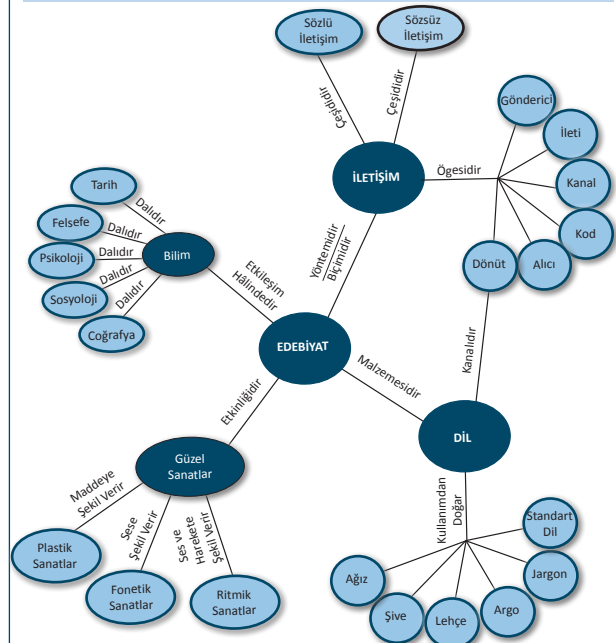 Sözlü
İletişim
Sözsüz
İletişim
Çeşididir
Çeşididir
Gönderici
İleti
Kanal
Kod
Alıcı
Dönüt
Ögesidir
İLETİŞİM
Tarih
Felsefe
Psikoloji
Sosyoloji
Coğrafya
Dalıdır
Dalıdır
Dalıdır
Dalıdır
Dalıdır
Bilim
Etkileşim
Hâlindedir
Yöntemidir
Biçimidir
EDEBİYAT
Kanalıdır
Malzemesidir
Etkinliğidir
DİL
Güzel
Sanatlar
Maddeye
Şekil Verir
Sese
Şekil Verir
Ses ve
Harekete
Şekil Verir
Plastik
Sanatlar
Fonetik
Sanatlar
Ritmik
Sanatlar
Kullanımdan
Doğar
Standart
Dil
Jargon
Argo
Lehçe
Şive
Ağız